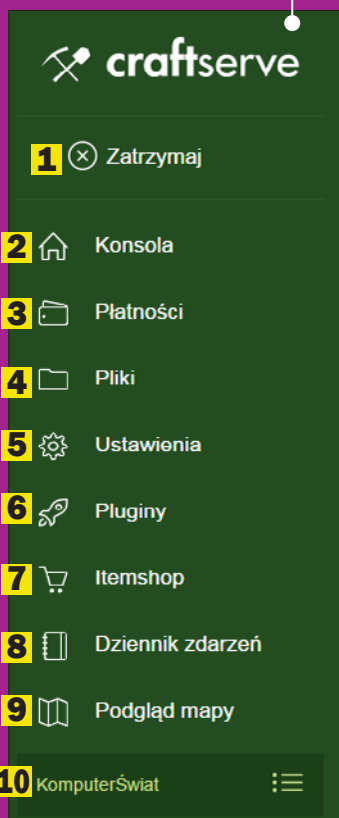 craftserve
1 Zatrzymaj
2 Konsola
3 Płatności
4 Pliki
5 Ustawienia
6 Pluginy
7 Itemshop
8 Dziennik zdarzeń
9 Podgląd mapy
10 KomputerŚwiat